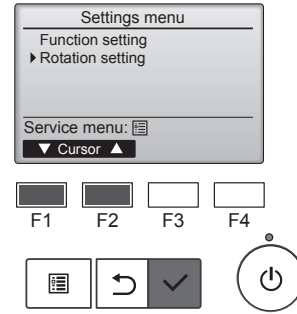 Settings menu
Function setting
Rotation setting
Service menu:
Cursor
F1 F2 F3 F4